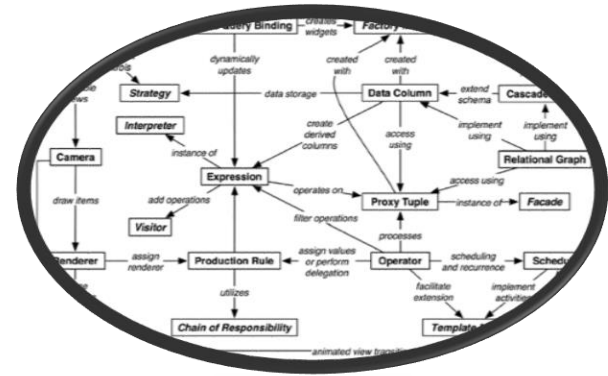 Query Binding
creates
widgets
Factory
dynamically
updates
created
with
created
with
Strategy
data storage
Data Column
extend
schema
Interpreter
create
derived
columns
access
using
implement
using
implement
using
Camera
instance of
Relational Graph
Expression
access using
draw items
add operations
operates on
Proxy Tuple
instance of
Facade
Visitor
filter operations
processes
assign
renderer
Production Rule
assign values
or perform
delegation
Operator
scheduling
and recurrence
utilizes
facilitate
extension
implement
activities
Chain of Responsibility
Template
animated view